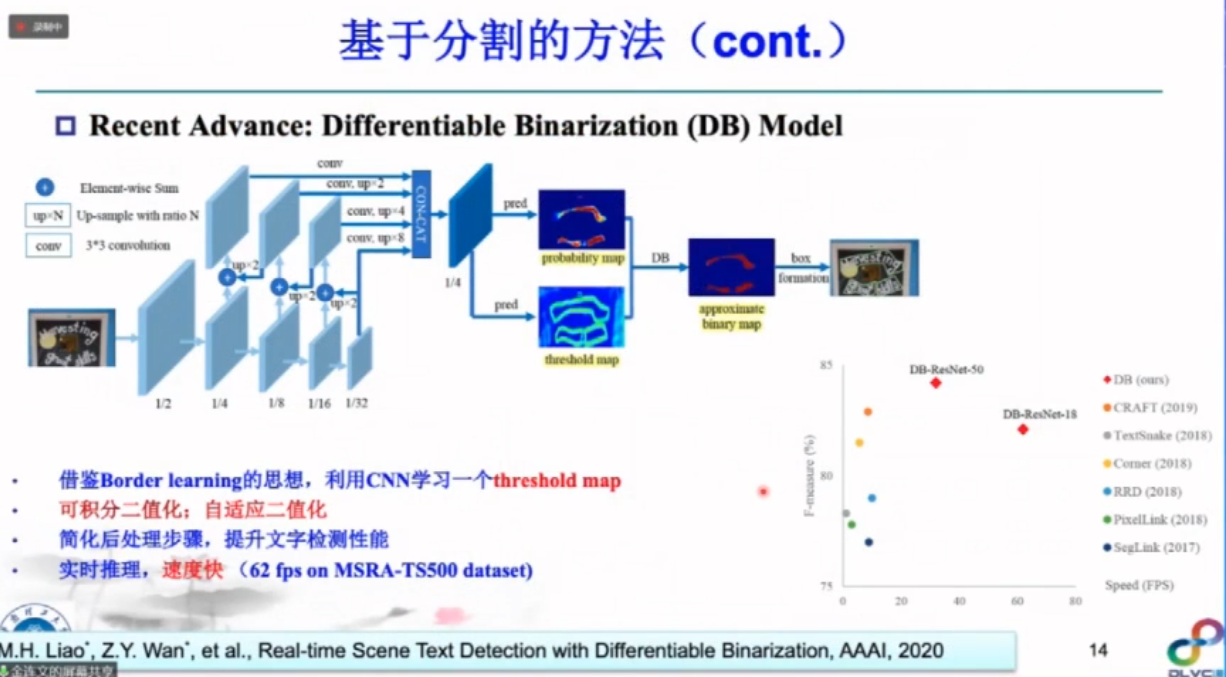 录制中
基于分割的方法（cont.）
Recent Advance: Differentiable Binarization (DB) Model
+ Element-wise Sum
up×N Up-sample with ratio N
conv 3*3 convolution
conv
conv, up×2
conv, up×4
conv, up×8
CON-CAT
up×2
up×2
up×2
1/2
1/4
1/8
1/16
1/32
1/4
pred
pred
probability map
threshold map
DB
approximate
binary map
box
formation
Harvesting
85
80
75
F-measure (%)
0
20
40
60
80
Speed (FPS)
DB-ResNet-50
DB-ResNet-18
DB (ours)
CRAFT (2019)
TextSnake (2018)
Corner (2018)
RRD (2018)
PixelLink (2018)
SegLink (2017)
• 借鉴Border learning的思想，利用CNN学习一个threshold map
• 可积分二值化；自适应二值化
• 简化后处理步骤，提升文字检测性能
• 实时推理，速度快 （62 fps on MSRA-TS500 dataset)
M.H. Liao*, Z.Y. Wan*, et al., Real-time Scene Text Detection with Differentiable Binarization, AAAI, 2020
14
金连文的屏幕共享